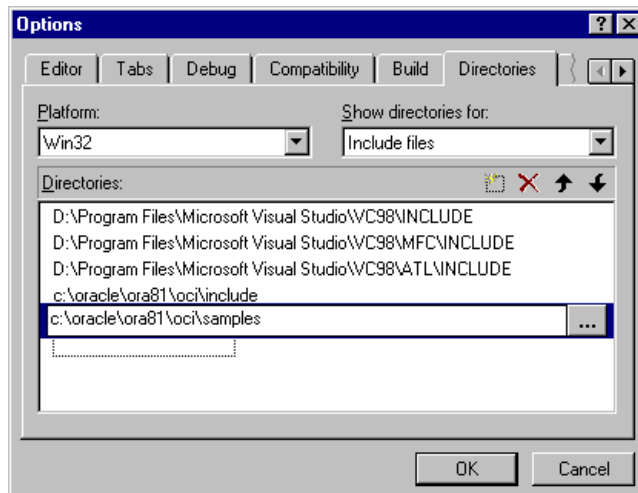 Options
Editor Tabs Debug Compatibility Build Directories
Platform: Show directories for:
Win32 Include files
Directories:
D:\Program Files\Microsoft Visual Studio\VC98\INCLUDE
D:\Program Files\Microsoft Visual Studio\VC98\MFC\INCLUDE
D:\Program Files\Microsoft Visual Studio\VC98\ATL\INCLUDE
c:\oracle\ora81\oci\include
c:\oracle\ora81\oci\samples ...
OK Cancel